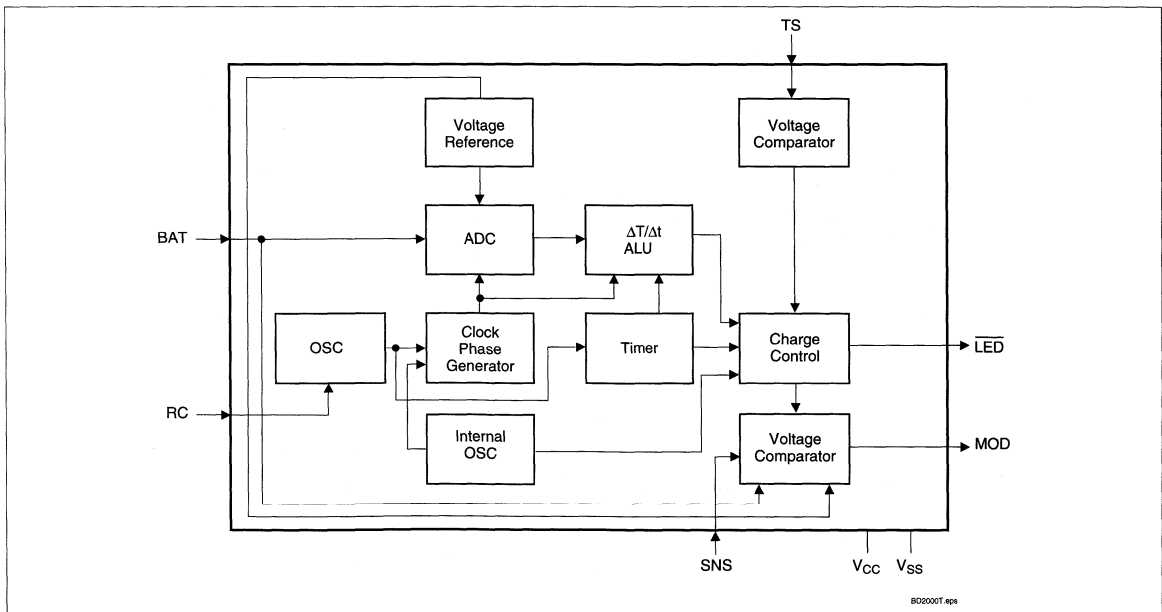 TS
Voltage
Reference
Voltage
Comparator
BAT
ADC
ΔT/Δt
ALU
OSC
Clock
Phase
Generator
Timer
Charge
Control
LED
RC
Internal
OSC
Voltage
Comparator
MOD
SNS
VCC
VSS
BD2000T.eps